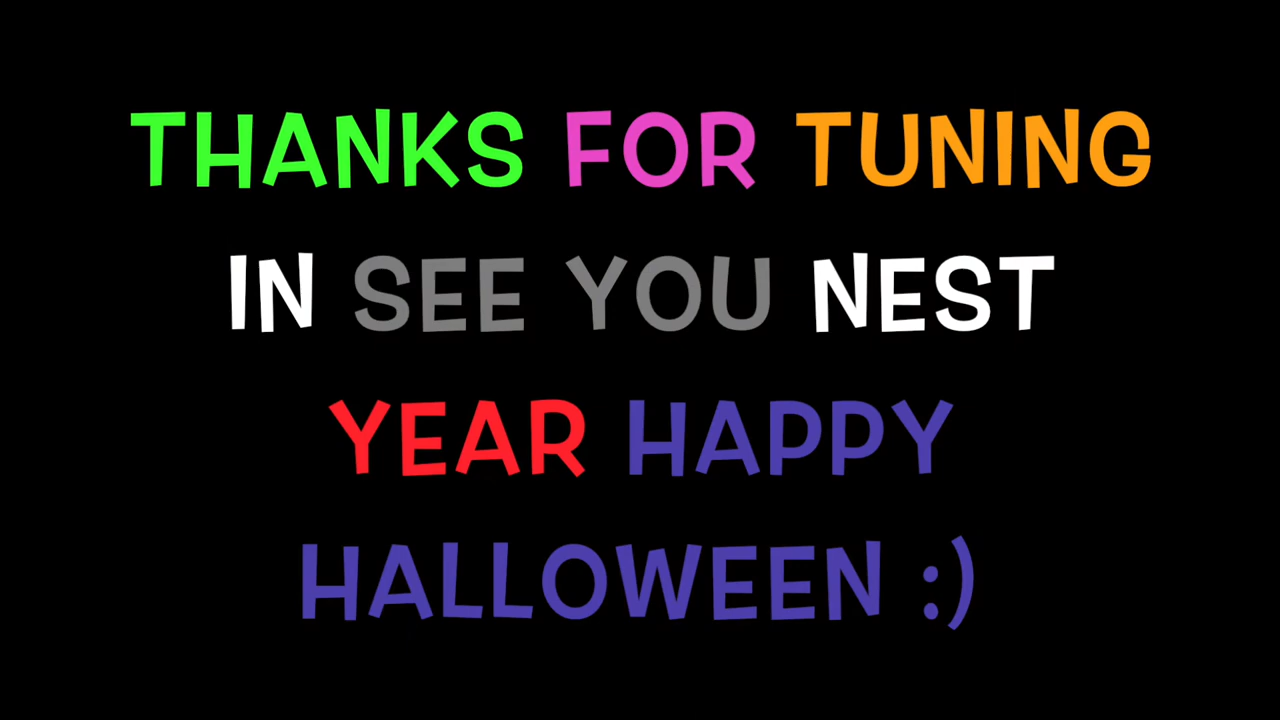 THANKS FOR TUNING
IN SEE YOU NEST
YEAR HAPPY
HALLOWEEN :)